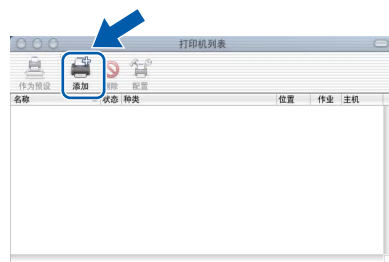 打印机列表
作为预设 添加 删除 配置
名称 状态 种类 位置 作业 主机